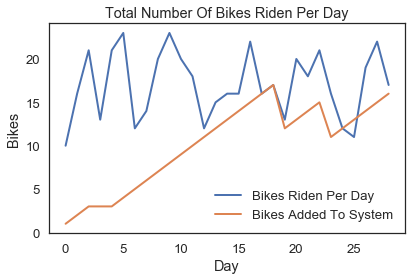 Total Number Of Bikes Riden Per Day
20
15
10
5
0
Bikes
Bikes Riden Per Day
Bikes Added To System
0 5 10 15 20 25
Day